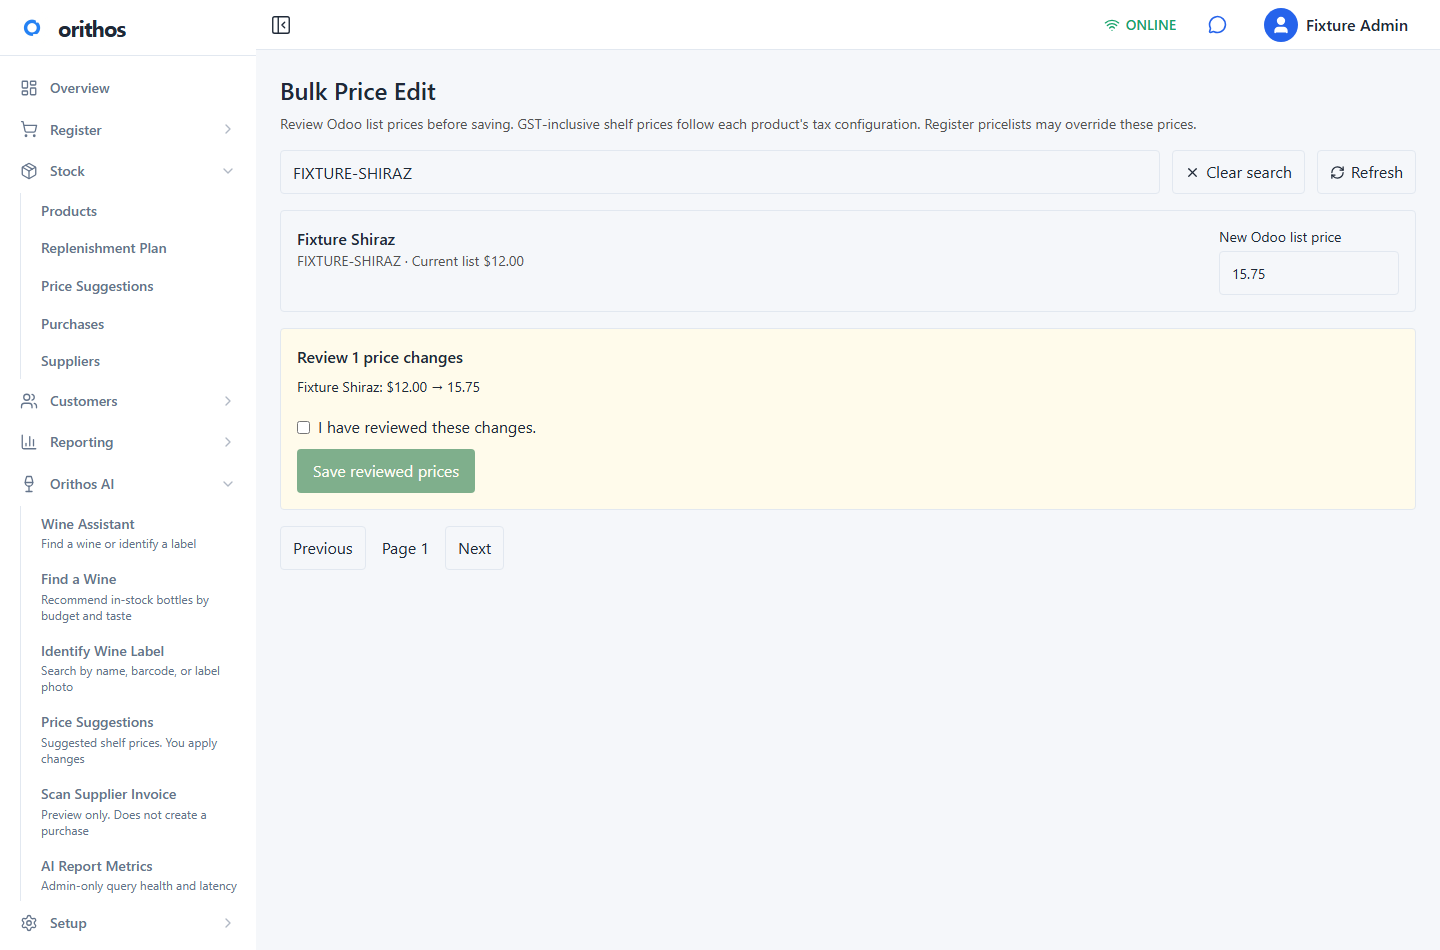 orithos
ONLINE
Fixture Admin
Overview
Register
Stock
Products
Replenishment Plan
Price Suggestions
Purchases
Suppliers
Customers
Reporting
Orithos AI
Wine Assistant
Find a wine or identify a label
Find a Wine
Recommend in-stock bottles by
budget and taste
Identify Wine Label
Search by name, barcode, or label
photo
Price Suggestions
Suggested shelf prices. You apply
changes
Scan Supplier Invoice
Preview only. Does not create a
purchase
AI Report Metrics
Admin-only query health and latency
Setup
Bulk Price Edit
Review Odoo list prices before saving. GST-inclusive shelf prices follow each product's tax configuration. Register pricelists may override these prices.
FIXTURE-SHIRAZ
Clear search
Refresh
Fixture Shiraz
FIXTURE-SHIRAZ · Current list $12.00
New Odoo list price
15.75
Review 1 price changes
Fixture Shiraz: $12.00 → 15.75
I have reviewed these changes.
Save reviewed prices
Previous
Page 1
Next